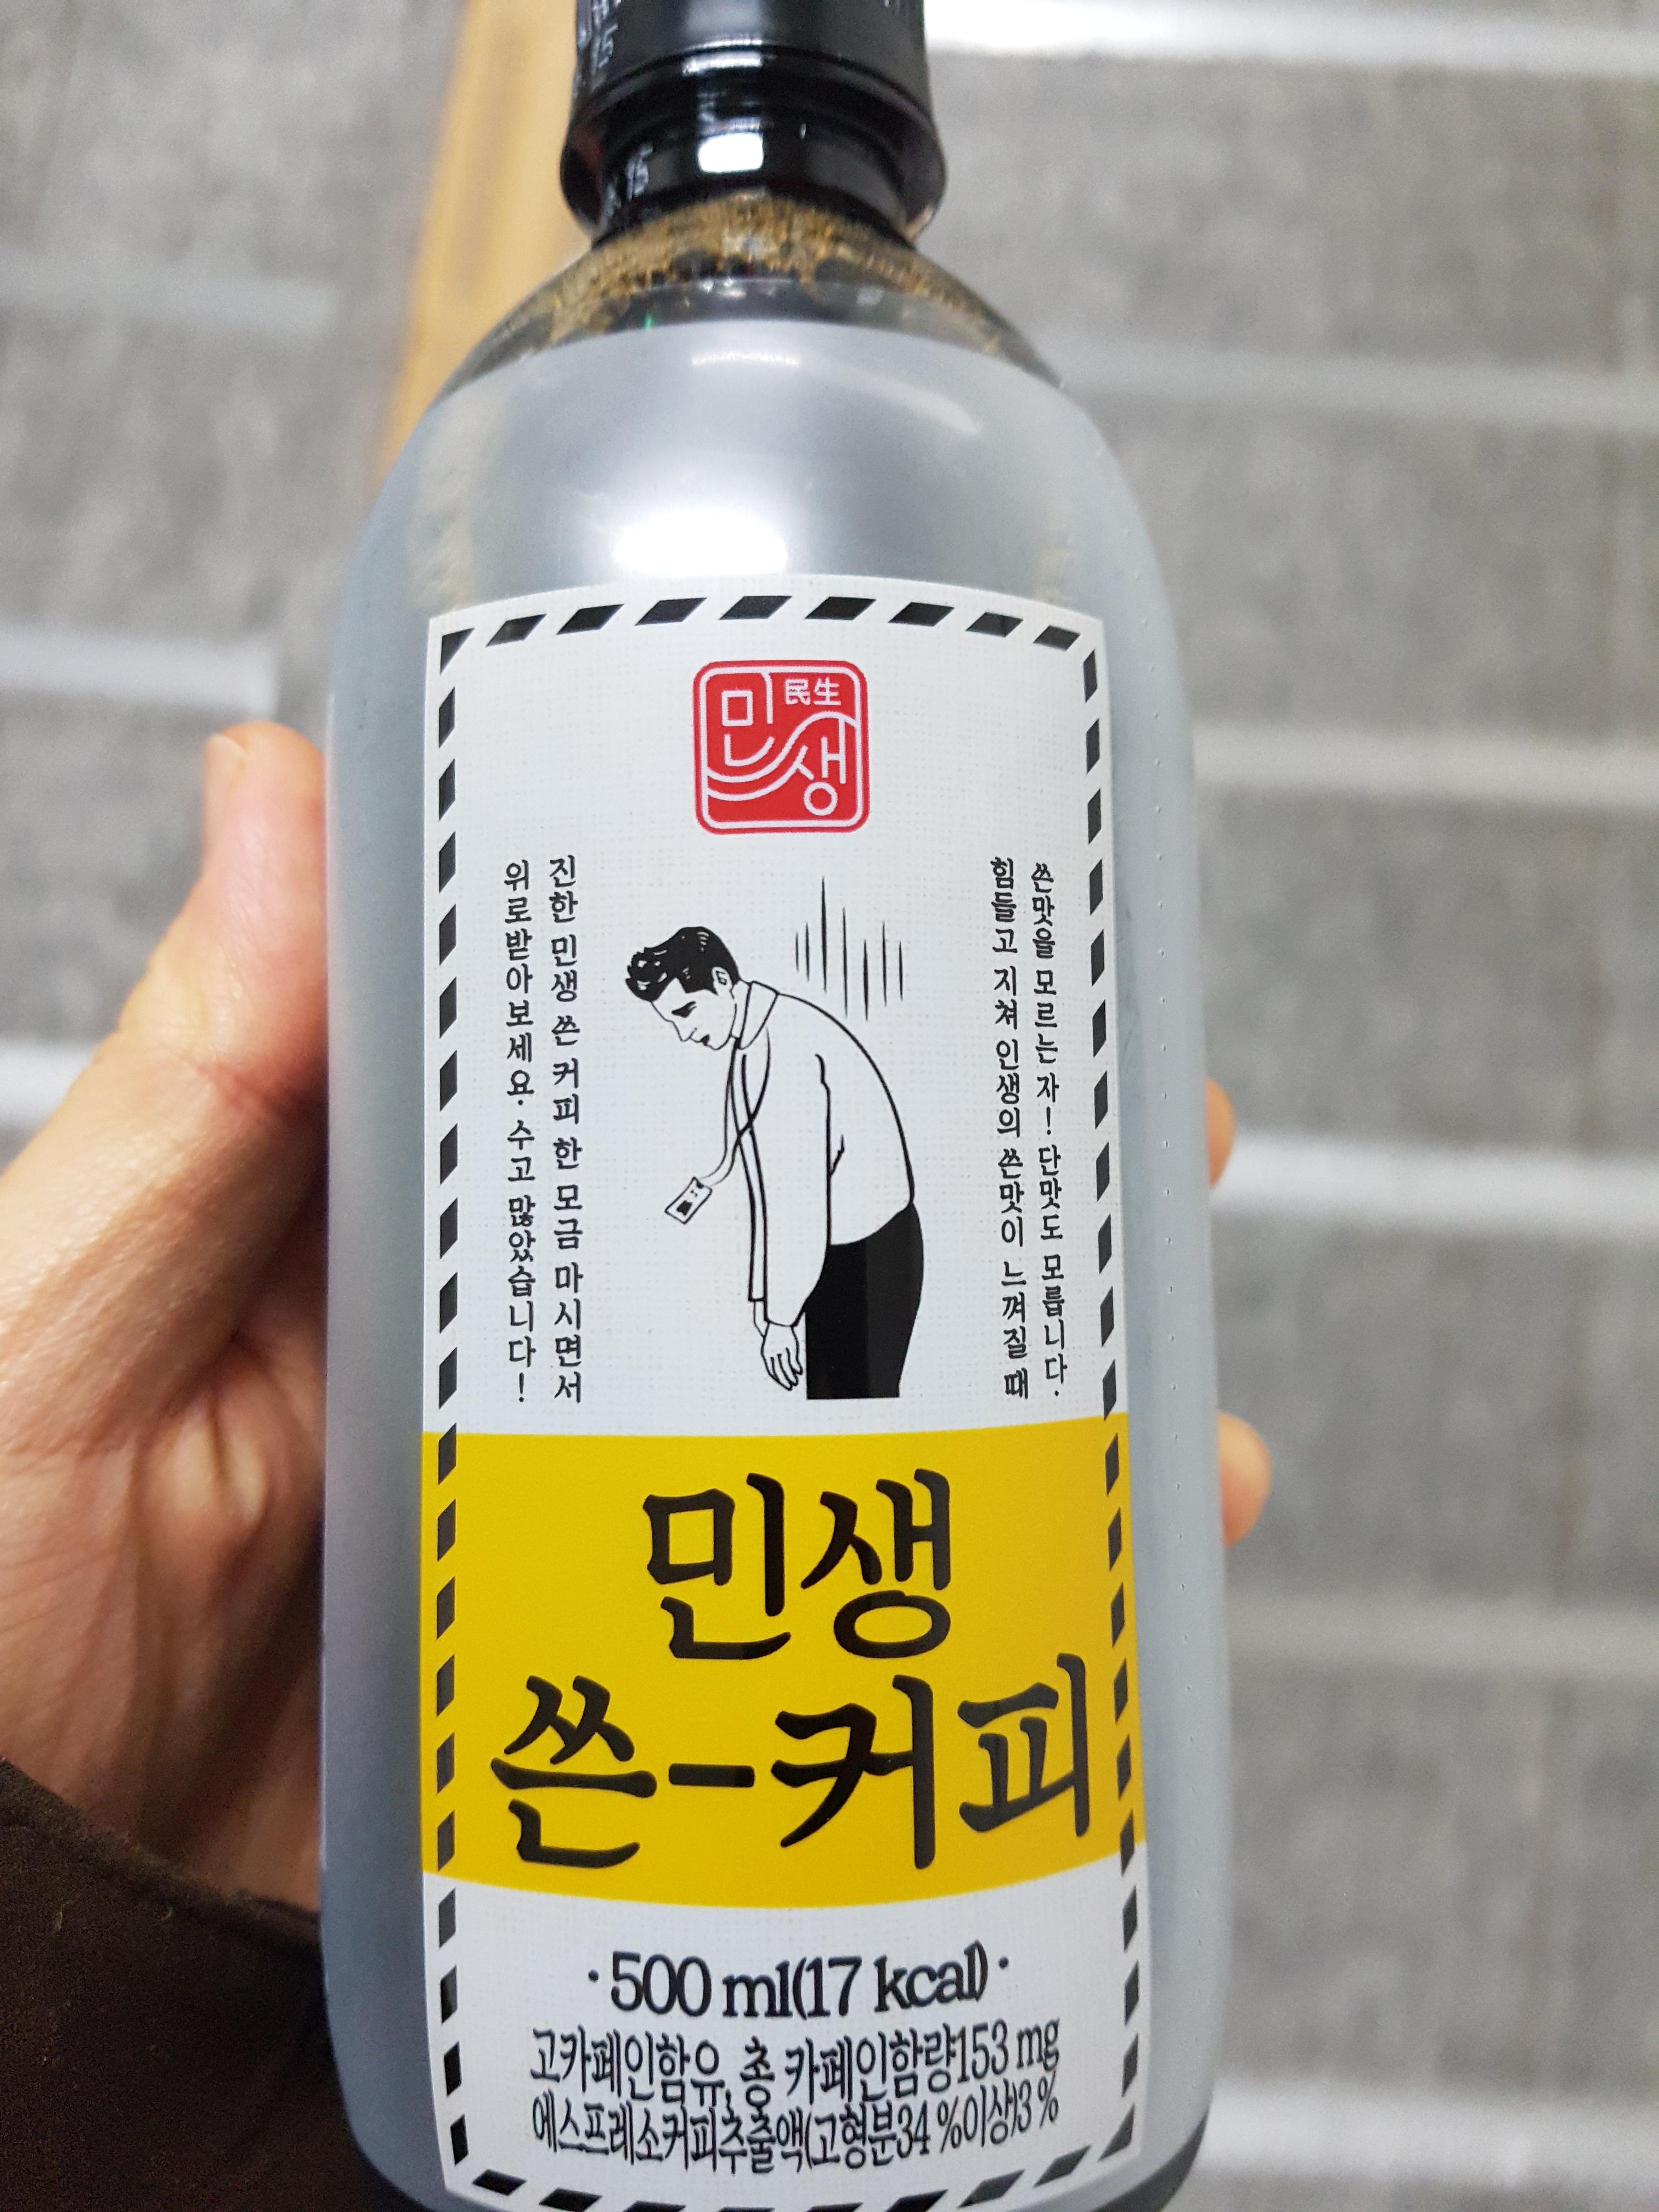 민생
民生
쓴맛을 모르는 자! 단맛도 모릅니다.
힘들고 지쳐 인생의 쓴맛이 느껴질 때
진한 민생 쓴 커피 한 모금 마시면서
위로받아보세요. 수고 많았습니다!
민생
쓴-커피
·500 ml(17 kcal)·
고카페인함유, 총 카페인함량153 mg
에스프레소커피추출액(고형분34 %이상)3 %